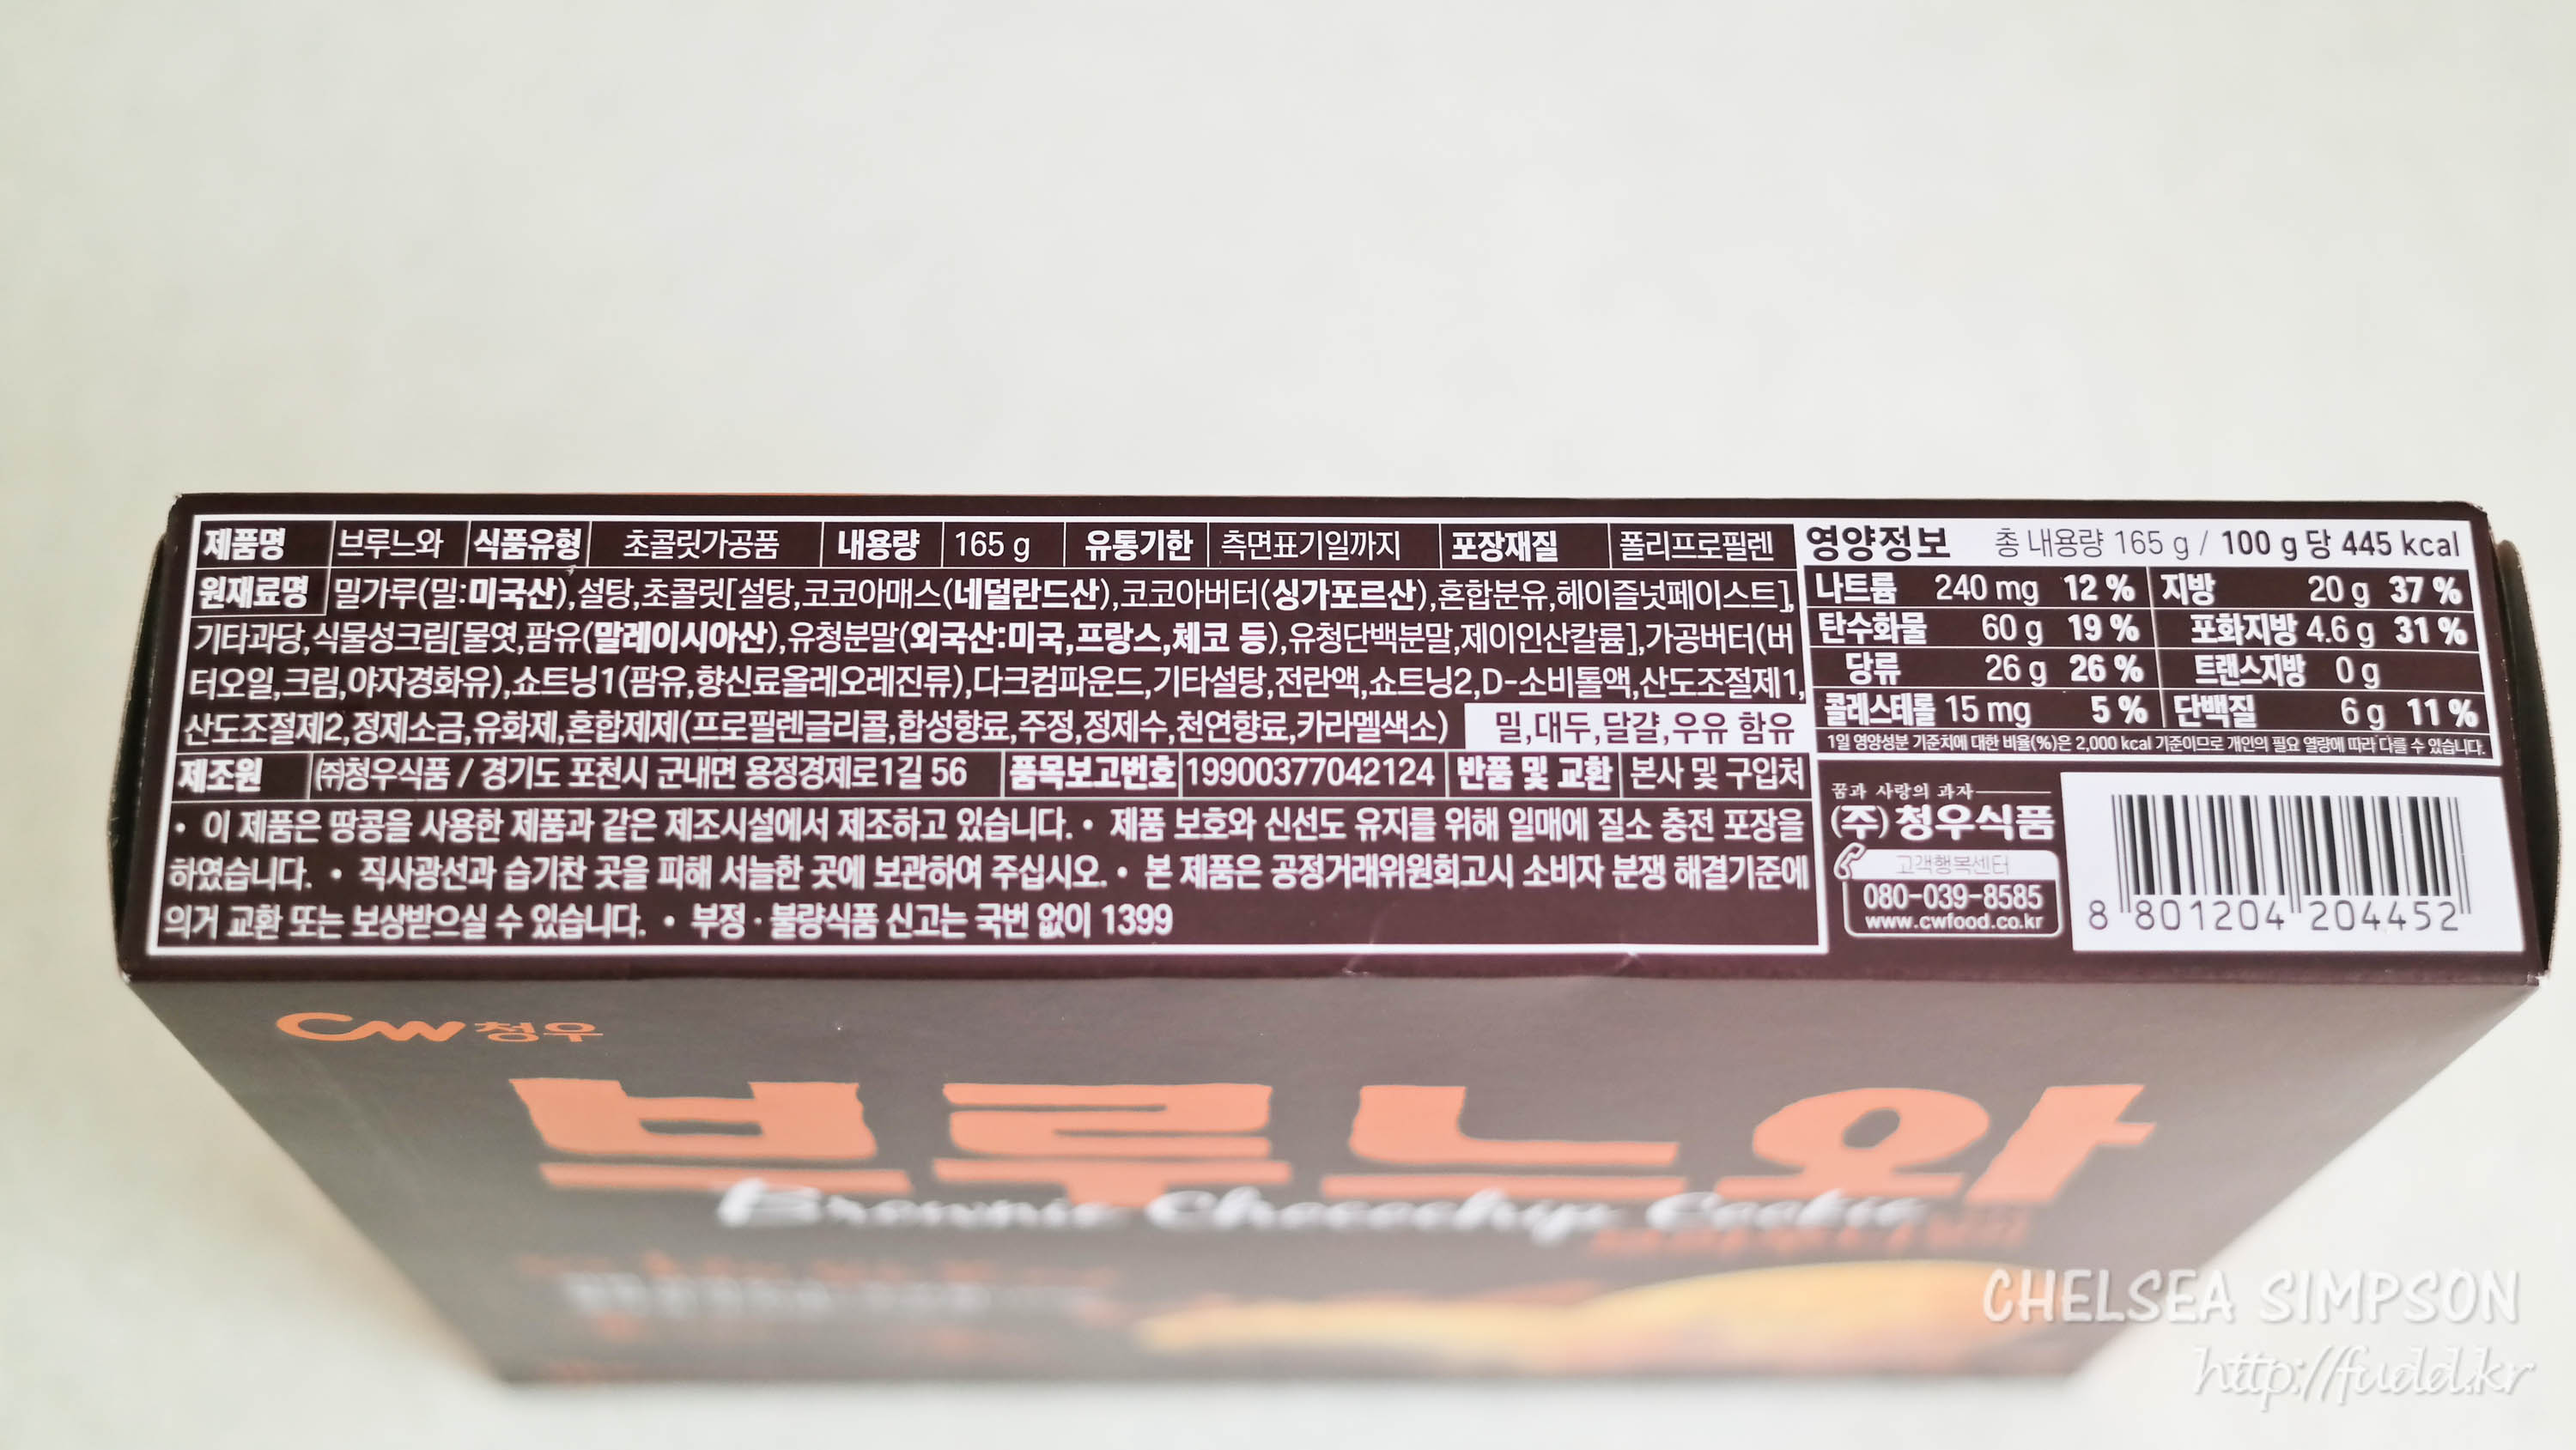 제품명 브루느와 식품유형 초콜릿가공품 내용량 165 g 유통기한 측면표기일까지 포장재질 폴리프로필렌
원재료명 밀가루(밀:미국산),설탕,초콜릿[설탕,코코아매스(네덜란드산),코코아버터(싱가포르산),혼합분유,헤이즐넛페이스트],
기타과당,식물성크림[물엿,팜유(말레이시아산),유청분말(외국산:미국,프랑스,체코 등),유청단백분말,제이인산칼륨],가공버터(버
터오일,크림,야자경화유),쇼트닝1(팜유,향신료올레오레진류),다크컴파운드,기타설탕,전란액,쇼트닝2,D-소비톨액,산도조절제1,
산도조절제2,정제소금,유화제,혼합제제(프로필렌글리콜,합성향료,주정,정제수,천연향료,카라멜색소) 밀,대두,달걀,우유 함유
제조원 ㈜청우식품 / 경기도 포천시 군내면 용정경제로1길 56 품목보고번호 19900377042124 반품 및 교환 본사 및 구입처
• 이 제품은 땅콩을 사용한 제품과 같은 제조시설에서 제조하고 있습니다. • 제품 보호와 신선도 유지를 위해 일매에 질소 충전 포장을
하였습니다. • 직사광선과 습기찬 곳을 피해 서늘한 곳에 보관하여 주십시오. • 본 제품은 공정거래위원회고시 소비자 분쟁 해결기준에
의거 교환 또는 보상받으실 수 있습니다. • 부정·불량식품 신고는 국번 없이 1399
영양정보 총 내용량 165 g / 100 g 당 445 kcal
나트륨 240 mg 12 % 지방 20 g 37 %
탄수화물 60 g 19 % 포화지방 4.6 g 31 %
당류 26 g 26 % 트랜스지방 0 g
콜레스테롤 15 mg 5 % 단백질 6 g 11 %
1일 영양성분 기준치에 대한 비율(%)은 2,000 kcal 기준이므로 개인의 필요 열량에 따라 다를 수 있습니다.
꿈과 사랑의 과자
(주)청우식품
고객행복센터
080-039-8585
www.cwfood.co.kr
8 801204 204452
CW 청우
브루느와
Brownie Chocochip Cookie
CHELSEA SIMPSON
http://fudd.kr